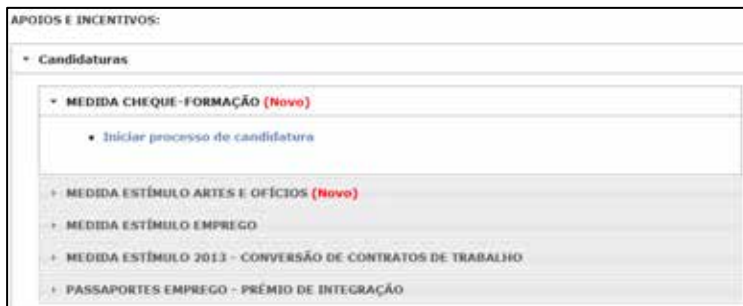 APOIOS E INCENTIVOS:
Candidaturas
MEDIDA CHEQUE-FORMAÇÃO (Novo)
Iniciar processo de candidatura
MEDIDA ESTÍMULO ARTES E OFÍCIOS (Novo)
MEDIDA ESTÍMULO EMPREGO
MEDIDA ESTÍMULO 2013 - CONVERSÃO DE CONTRATOS DE TRABALHO
PASSAPORTES EMPREGO - PRÉMIO DE INTEGRAÇÃO